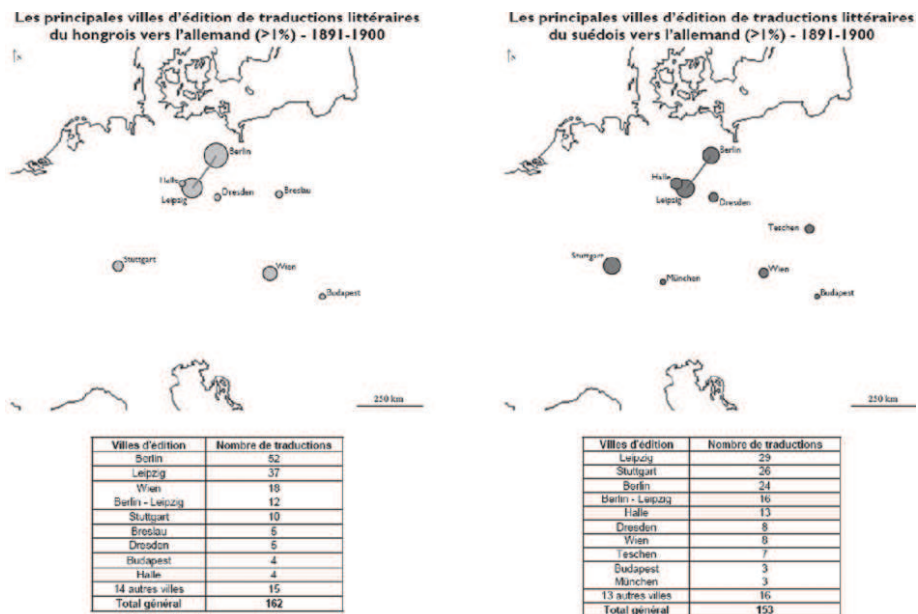 Les principales villes d'édition de traductions littéraires
du hongrois vers l'allemand (>1%) - 1891-1900
N
Berlin
Halle
Leipzig
Dresden
Breslau
Stuttgart
Wien
Budapest
250 km
Villes d'édition Nombre de traductions
Berlin 52
Leipzig 37
Wien 18
Berlin - Leipzig 12
Stuttgart 10
Breslau 5
Dresden 5
Budapest 4
Halle 4
14 autres villes 15
Total général 162
Les principales villes d'édition de traductions littéraires
du suédois vers l'allemand (>1%) - 1891-1900
N
Berlin
Halle
Leipzig
Dresden
Teschen
Stuttgart
München
Wien
Budapest
250 km
Villes d'édition Nombre de traductions
Leipzig 29
Stuttgart 26
Berlin 24
Berlin - Leipzig 16
Halle 13
Dresden 8
Wien 8
Teschen 7
Budapest 3
München 3
13 autres villes 16
Total général 153